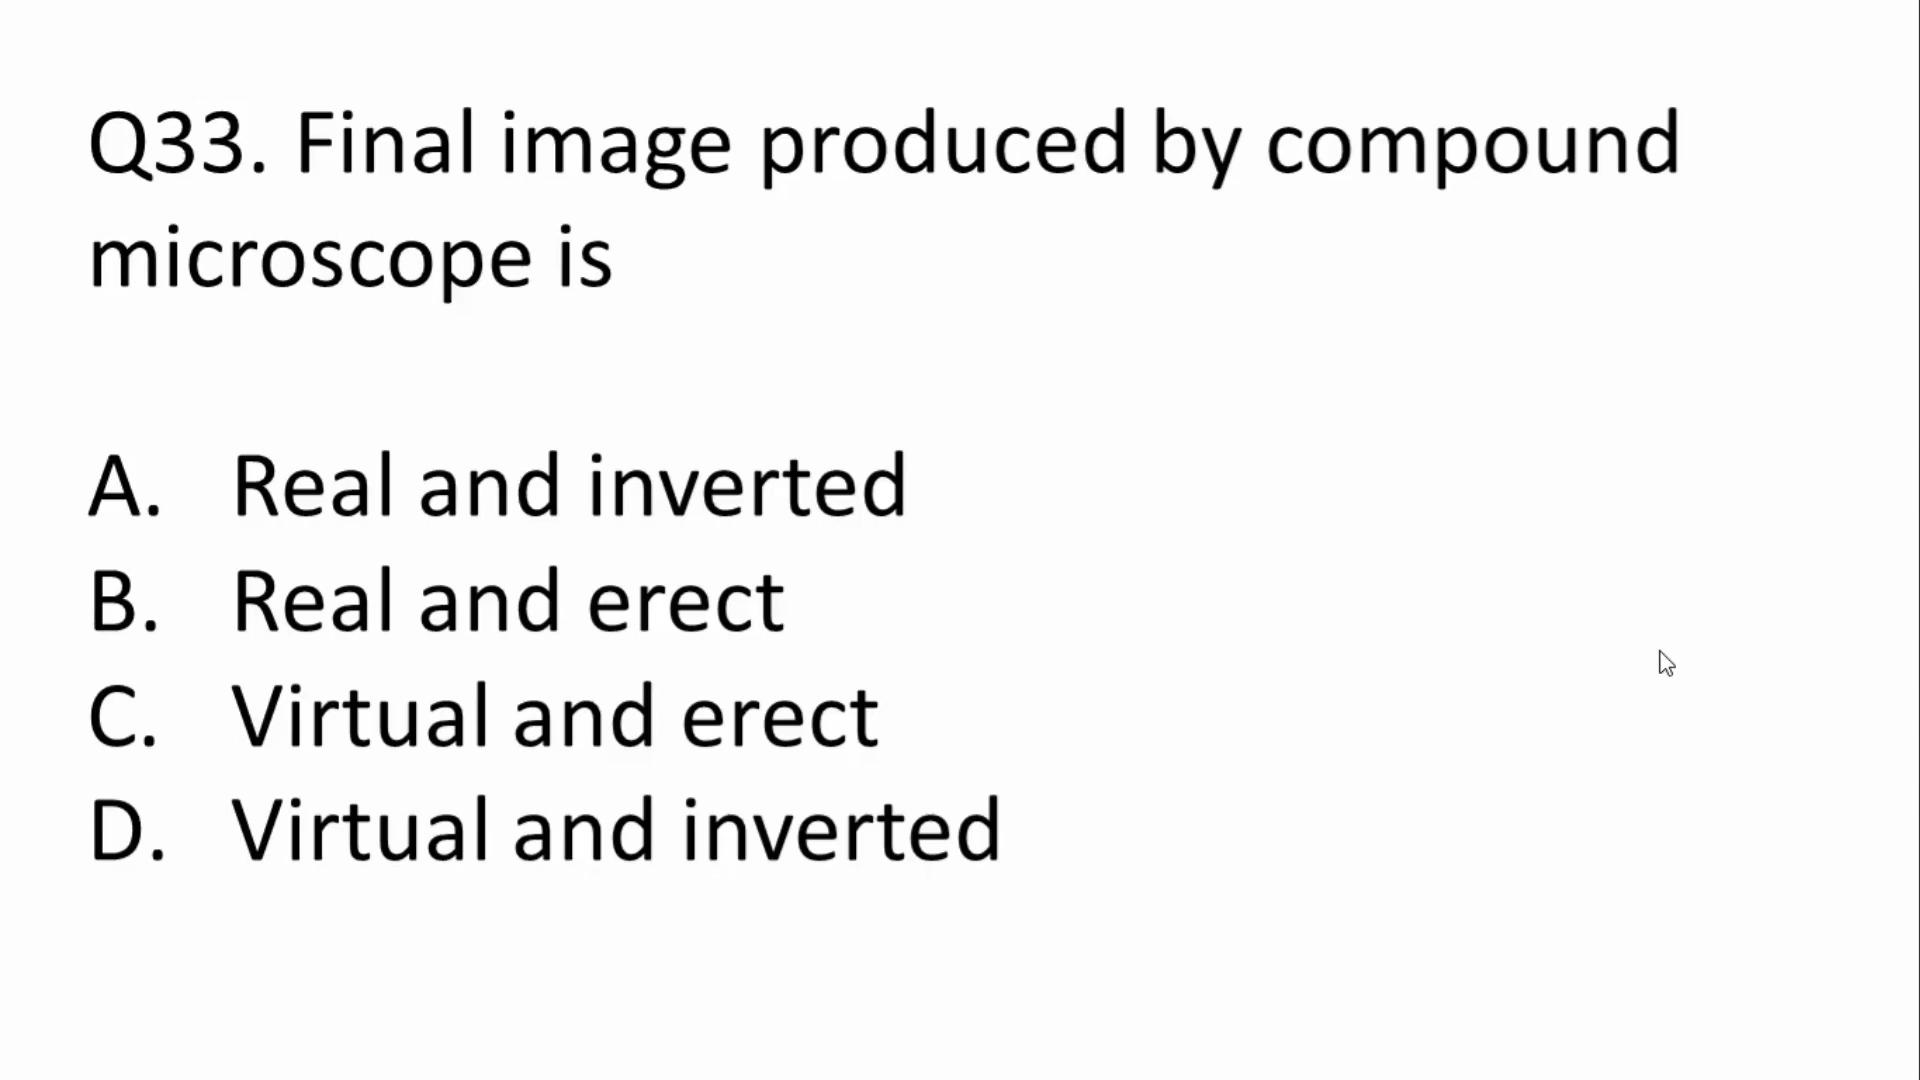 Q33. Final image produced by compound
microscope is
A. Real and inverted
B. Real and erect
C. Virtual and erect
D. Virtual and inverted